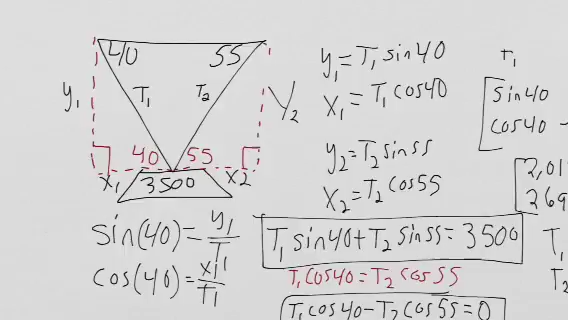 40 55
y₁ T₁ T₂ y₂
40 55
x₁ 3500 x₂
sin(40) = y₁/T₁
cos(40) = x₁/T₁
y₁ = T₁ sin40
x₁ = T₁ cos40
y₂ = T₂ sin55
x₂ = T₂ cos55
T₁ sin40 + T₂ sin55 = 3500
T₁ cos40 = T₂ cos55
T₁ cos40 - T₂ cos55 = 0
T₁
sin40
cos40 -
2,01
269
T₁
T₂